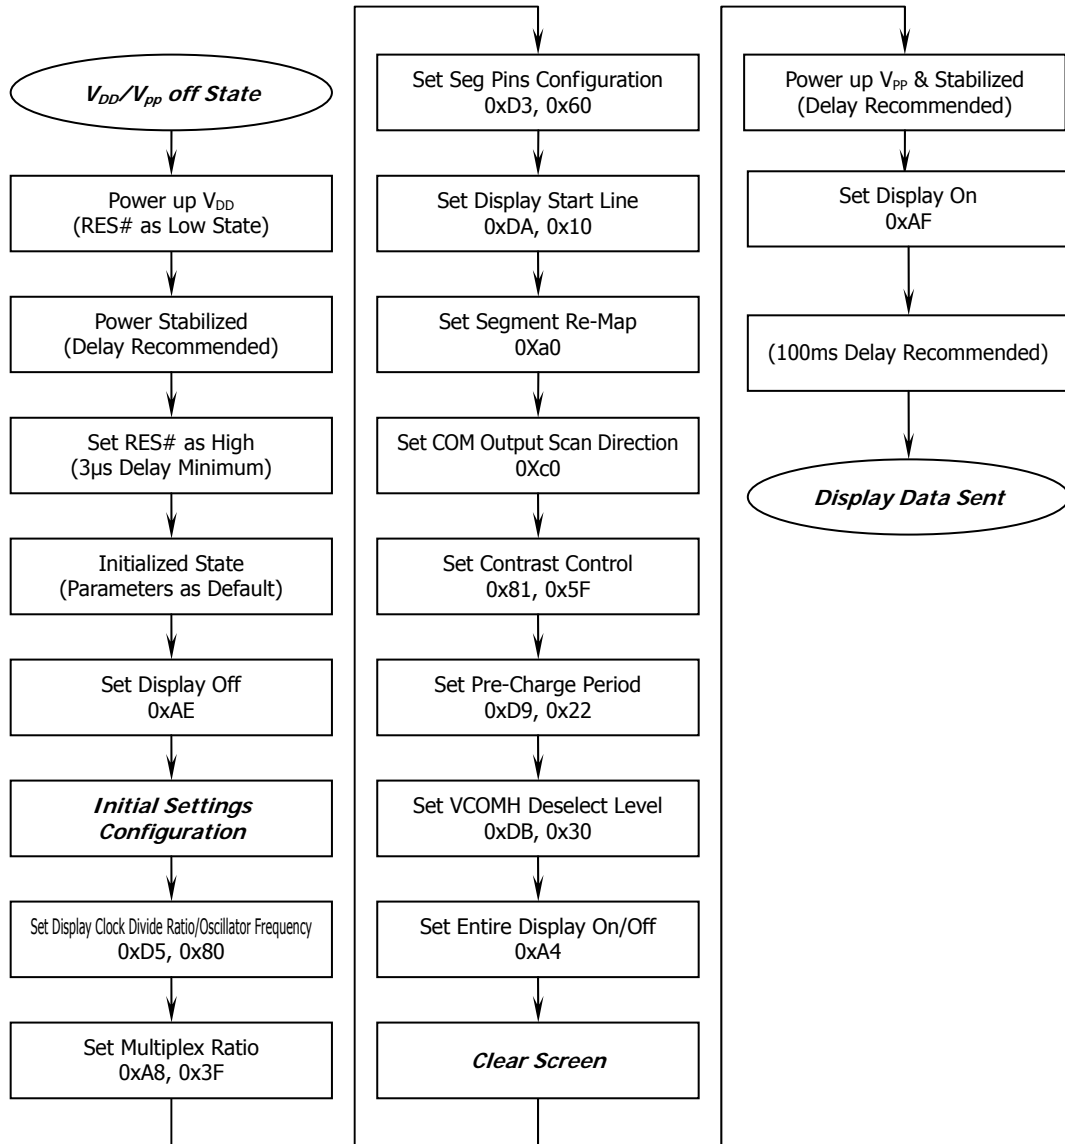 V_DD/V_pp off State
Power up V_DD
(RES# as Low State)
Power Stabilized
(Delay Recommended)
Set RES# as High
(3µs Delay Minimum)
Initialized State
(Parameters as Default)
Set Display Off
0xAE
Initial Settings
Configuration
Set Display Clock Divide Ratio/Oscillator Frequency
0xD5, 0x80
Set Multiplex Ratio
0xA8, 0x3F
Set Seg Pins Configuration
0xD3, 0x60
Set Display Start Line
0xDA, 0x10
Set Segment Re-Map
0Xa0
Set COM Output Scan Direction
0Xc0
Set Contrast Control
0x81, 0x5F
Set Pre-Charge Period
0xD9, 0x22
Set VCOMH Deselect Level
0xDB, 0x30
Set Entire Display On/Off
0xA4
Clear Screen
Power up V_PP & Stabilized
(Delay Recommended)
Set Display On
0xAF
(100ms Delay Recommended)
Display Data Sent